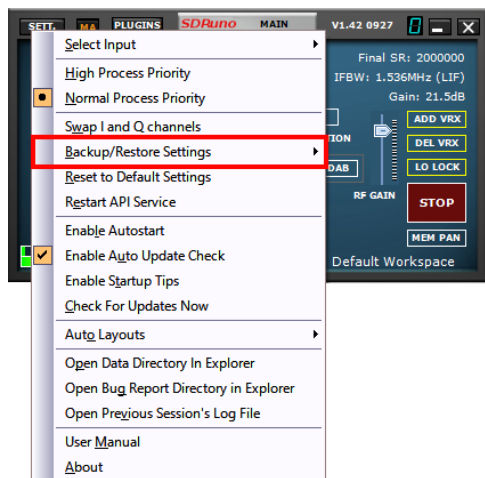 SETT. MA PLUGINS SDRuno MAIN V1.42 0927
Select Input
High Process Priority
Normal Process Priority
Swap I and Q channels
Backup/Restore Settings
Reset to Default Settings
Restart API Service
Enable Autostart
Enable Auto Update Check
Enable Startup Tips
Check For Updates Now
Auto Layouts
Open Data Directory In Explorer
Open Bug Report Directory in Explorer
Open Previous Session's Log File
User Manual
About
Final SR: 2000000
IFBW: 1.536MHz (LIF)
Gain: 21.5dB
ADD VRX
DEL VRX
DAB
LO LOCK
RF GAIN
STOP
MEM PAN
Default Workspace